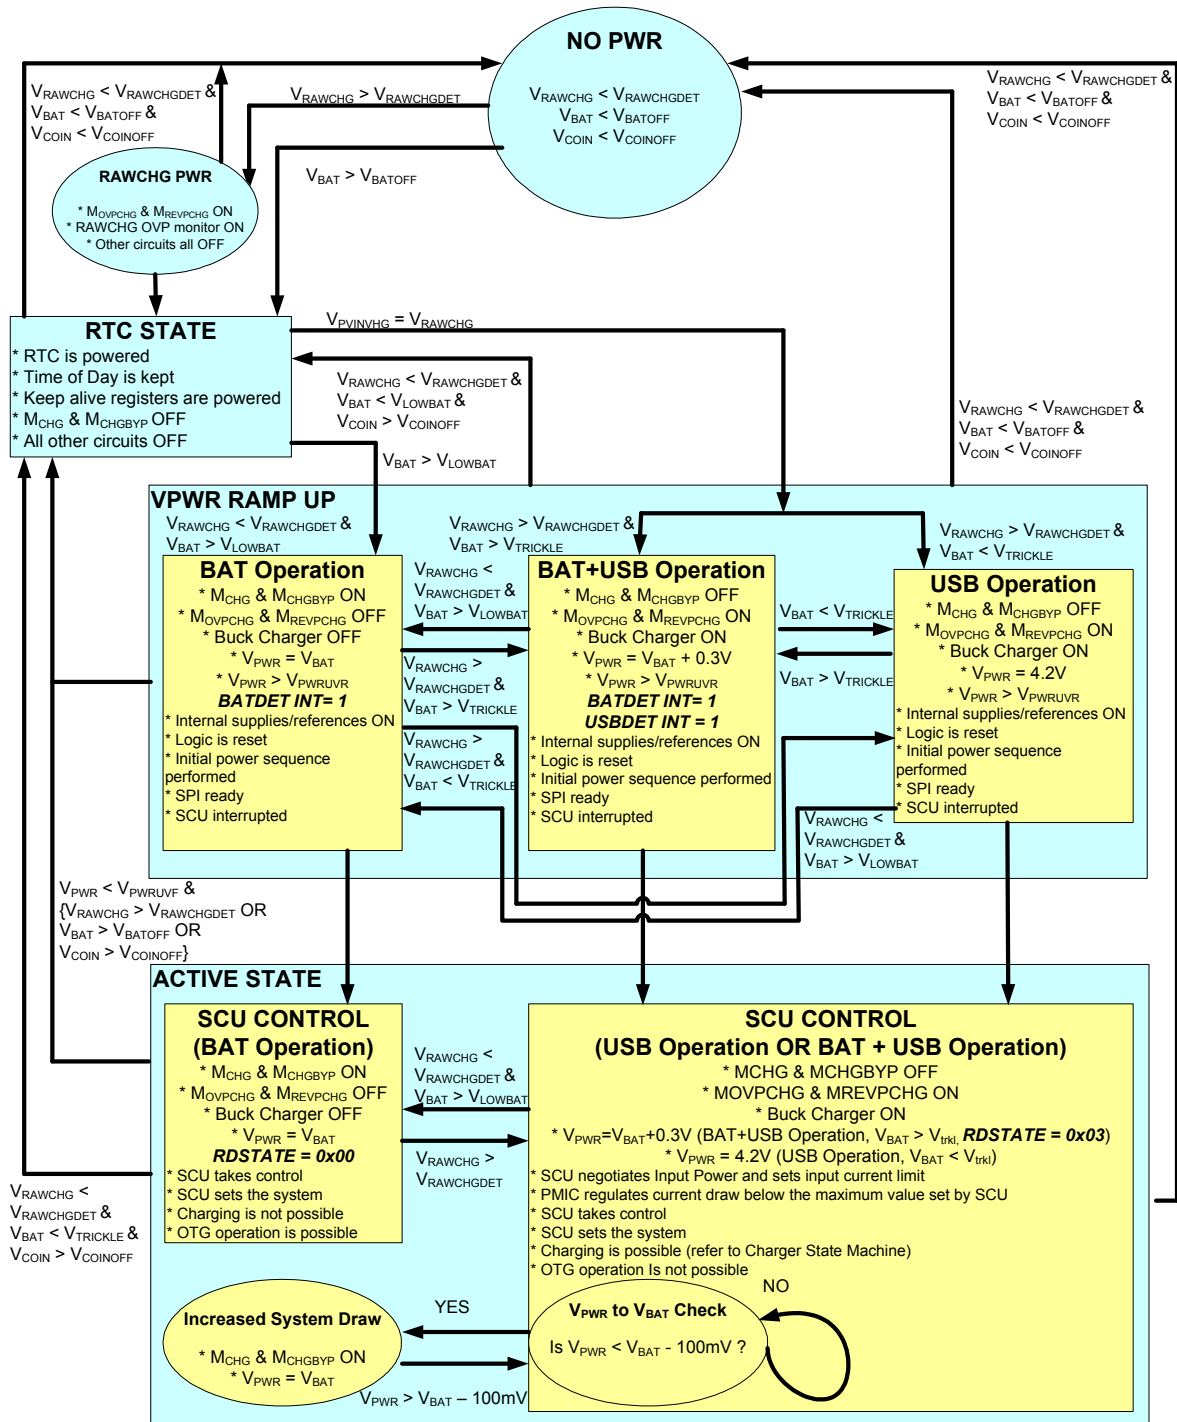 NO PWR
VRAWCHG < VRAWCHGDET
VBAT < VBATOFF
VCOIN < VCOINOFF
VRAWCHG < VRAWCHGDET &
VBAT < VBATOFF &
VCOIN < VCOINOFF
VRAWCHG > VRAWCHGDET
VRAWCHG < VRAWCHGDET &
VBAT < VBATOFF &
VCOIN < VCOINOFF
RAWCHG PWR
* MOVPCHG & MREVPCHG ON
* RAWCHG OVP monitor ON
* Other circuits all OFF
VBAT > VBATOFF
RTC STATE
* RTC is powered
* Time of Day is kept
* Keep alive registers are powered
* MCHG & MCHGBYP OFF
* All other circuits OFF
VPVINVHG = VRAWCHG
VRAWCHG < VRAWCHGDET &
VBAT < VLOWBAT &
VCOIN > VCOINOFF
VBAT > VLOWBAT
VRAWCHG < VRAWCHGDET &
VBAT < VBATOFF &
VCOIN < VCOINOFF
VPWR RAMP UP
VRAWCHG < VRAWCHGDET &
VBAT > VLOWBAT
VRAWCHG > VRAWCHGDET &
VBAT > VTRICKLE
VRAWCHG > VRAWCHGDET &
VBAT < VTRICKLE
BAT Operation
* MCHG & MCHGBYP ON
* MOVPCHG & MREVPCHG OFF
* Buck Charger OFF
* VPWR = VBAT
* VPWR > VPWRUVR
BATDET INT= 1
* Internal supplies/references ON
* Logic is reset
* Initial power sequence
performed
* SPI ready
* SCU interrupted
VRAWCHG <
VRAWCHGDET &
VBAT > VLOWBAT
VRAWCHG >
VRAWCHGDET &
VBAT > VTRICKLE
VRAWCHG >
VRAWCHGDET &
VBAT < VTRICKLE
BAT+USB Operation
* MCHG & MCHGBYP OFF
* MOVPCHG & MREVPCHG ON
* Buck Charger ON
* VPWR = VBAT + 0.3V
* VPWR > VPWRUVR
BATDET INT= 1
USBDET INT = 1
* Internal supplies/references ON
* Logic is reset
* Initial power sequence performed
* SPI ready
* SCU interrupted
VBAT < VTRICKLE
VBAT > VTRICKLE
USB Operation
* MCHG & MCHGBYP OFF
* MOVPCHG & MREVPCHG ON
* Buck Charger ON
* VPWR = 4.2V
* VPWR > VPWRUVR
* Internal supplies/references ON
* Logic is reset
* Initial power sequence
performed
* SPI ready
* SCU interrupted
VRAWCHG <
VRAWCHGDET &
VBAT > VLOWBAT
VPWR < VPWRUVF &
{VRAWCHG > VRAWCHGDET OR
VBAT > VBATOFF OR
VCOIN > VCOINOFF}
ACTIVE STATE
SCU CONTROL
(BAT Operation)
* MCHG & MCHGBYP ON
* MOVPCHG & MREVPCHG OFF
* Buck Charger OFF
* VPWR = VBAT
RDSTATE = 0x00
* SCU takes control
* SCU sets the system
* Charging is not possible
* OTG operation is possible
VRAWCHG <
VRAWCHGDET &
VBAT > VLOWBAT
VRAWCHG >
VRAWCHGDET
SCU CONTROL
(USB Operation OR BAT + USB Operation)
* MCHG & MCHGBYP OFF
* MOVPCHG & MREVPCHG ON
* Buck Charger ON
* VPWR=VBAT+0.3V (BAT+USB Operation, VBAT > Vtrkl, RDSTATE = 0x03)
* VPWR = 4.2V (USB Operation, VBAT < Vtrkl)
* SCU negotiates Input Power and sets input current limit
* PMIC regulates current draw below the maximum value set by SCU
* SCU takes control
* SCU sets the system
* Charging is possible (refer to Charger State Machine)
* OTG operation Is not possible
VRAWCHG <
VRAWCHGDET &
VBAT < VTRICKLE &
VCOIN > VCOINOFF
Increased System Draw
* MCHG & MCHGBYP ON
* VPWR = VBAT
YES
VPWR > VBAT – 100mV
VPWR to VBAT Check
Is VPWR < VBAT - 100mV ?
NO